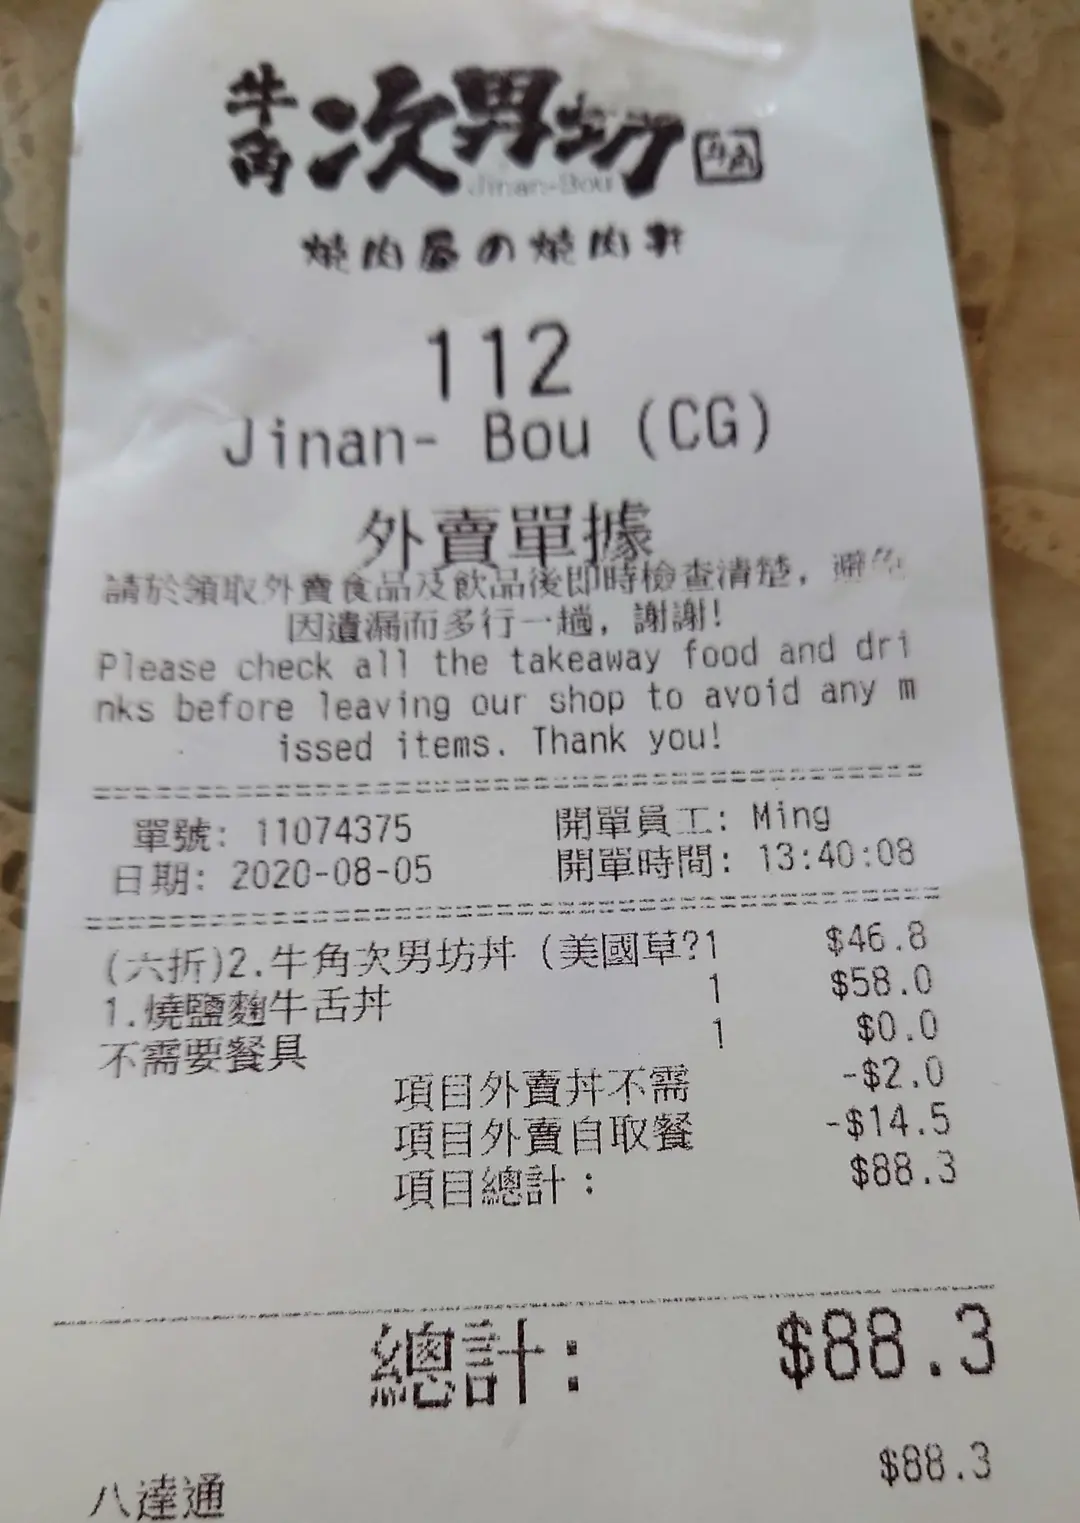 牛角 次男坊 牛角
Jinan-Bou
燒肉屋の燒肉丼
112
Jinan- Bou (CG)
外賣單據
請於領取外賣食品及飲品後即時檢查清楚, 避免
因遺漏而多行一趟, 謝謝!
Please check all the takeaway food and dri
nks before leaving our shop to avoid any m
issed items. Thank you!
單號: 11074375 開單員工: Ming
日期: 2020-08-05 開單時間: 13:40:08
(六折)2.牛角次男坊丼 (美國草?1 $46.8
1.燒鹽麴牛舌丼 1 $58.0
不需要餐具 1 $0.0
項目外賣丼不需 -$2.0
項目外賣自取餐 -$14.5
項目總計: $88.3
總計: $88.3
八達通 $88.3